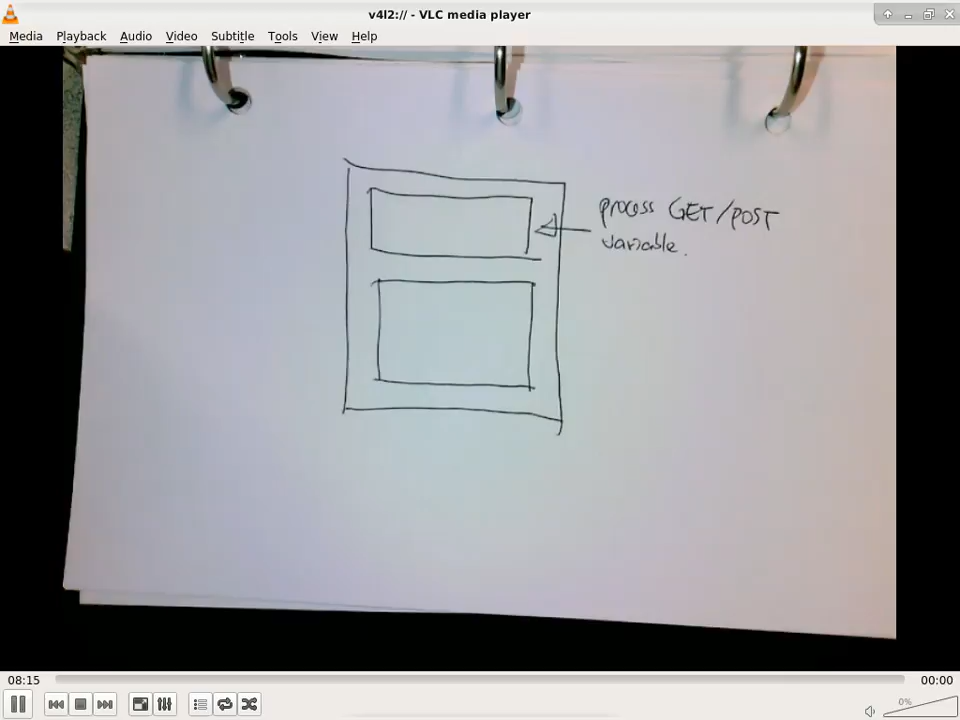 v4l2:// - VLC media player
Media Playback Audio Video Subtitle Tools View Help
process GET/POST
variable.
08:15
00:00
0%